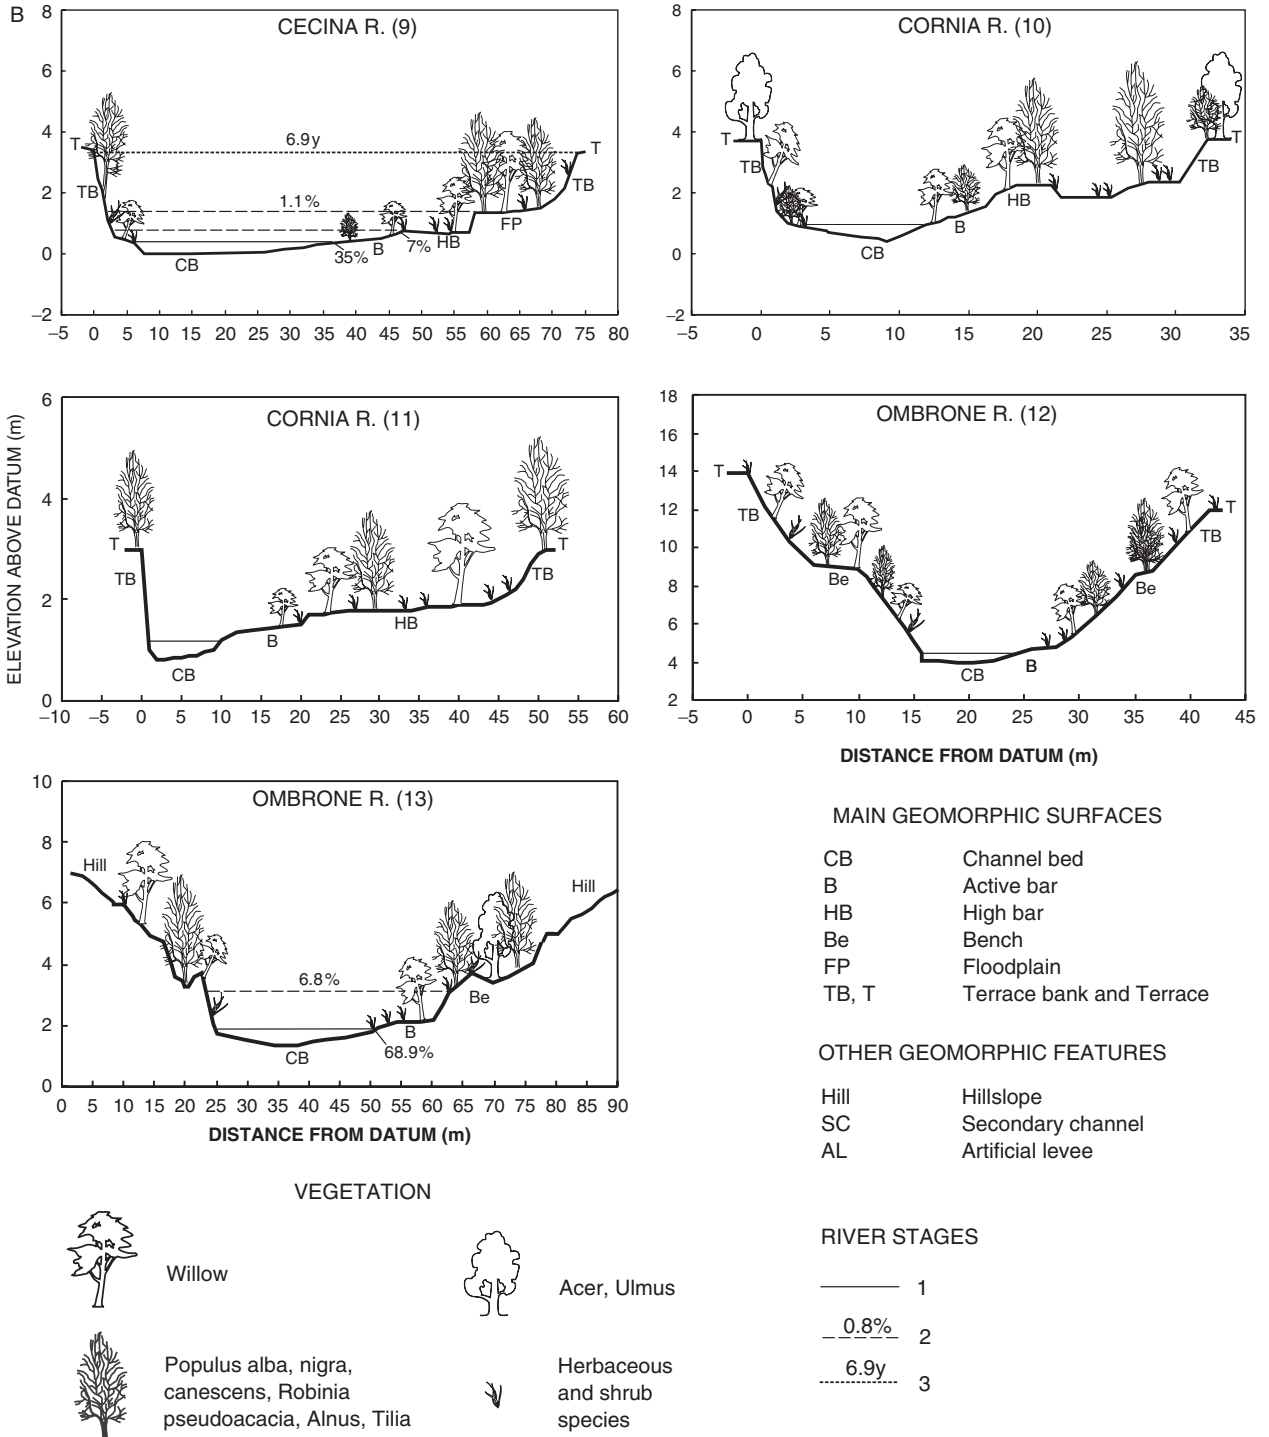 B
CECINA R. (9)
8
6
4
2
0
−2
T
TB
6.9y
1.1%
CB
35%
B
7%
HB
FP
TB
T
−5 0 5 10 15 20 25 30 35 40 45 50 55 60 65 70 75 80
CORNIA R. (10)
8
6
4
2
0
−2
T
TB
CB
B
HB
TB
T
−5 0 5 10 15 20 25 30 35
ELEVATION ABOVE DATUM (m)
CORNIA R. (11)
6
4
2
0
T
TB
CB
B
HB
TB
T
−10 −5 0 5 10 15 20 25 30 35 40 45 50 55 60
OMBRONE R. (12)
18
16
14
12
10
8
6
4
2
T
TB
Be
CB
B
Be
TB
T
−5 0 5 10 15 20 25 30 35 40 45
DISTANCE FROM DATUM (m)
OMBRONE R. (13)
10
8
6
4
2
0
Hill
6.8%
CB
B
68.9%
Be
Hill
0 5 10 15 20 25 30 35 40 45 50 55 60 65 70 75 80 85 90
DISTANCE FROM DATUM (m)
MAIN GEOMORPHIC SURFACES
CB Channel bed
B Active bar
HB High bar
Be Bench
FP Floodplain
TB, T Terrace bank and Terrace
OTHER GEOMORPHIC FEATURES
Hill Hillslope
SC Secondary channel
AL Artificial levee
VEGETATION
Willow
Acer, Ulmus
Populus alba, nigra,
canescens, Robinia
pseudoacacia, Alnus, Tilia
Herbaceous
and shrub
species
RIVER STAGES
1
0.8% 2
6.9y 3